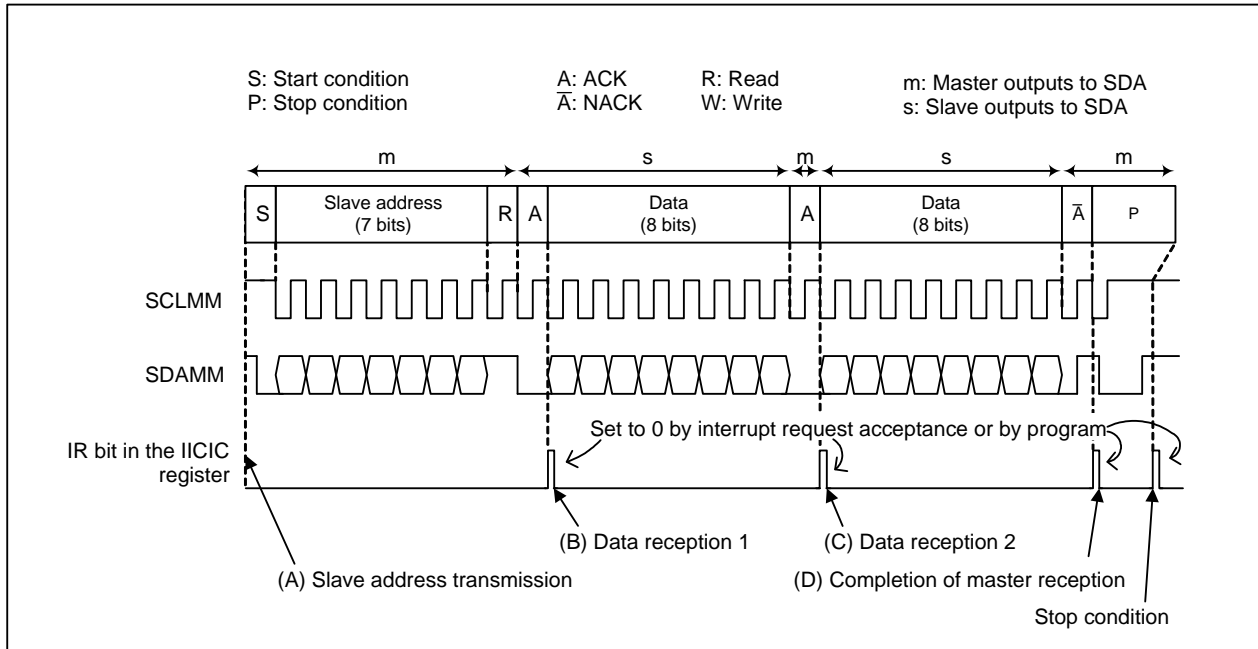 S: Start condition
P: Stop condition
A: ACK
A̅: NACK
R: Read
W: Write
m: Master outputs to SDA
s: Slave outputs to SDA
m s m s m
S Slave address (7 bits) R A Data (8 bits) A Data (8 bits) A̅ P
SCLMM
SDAMM
Set to 0 by interrupt request acceptance or by program
IR bit in the IICIC
register
(B) Data reception 1
(C) Data reception 2
(A) Slave address transmission
(D) Completion of master reception
Stop condition